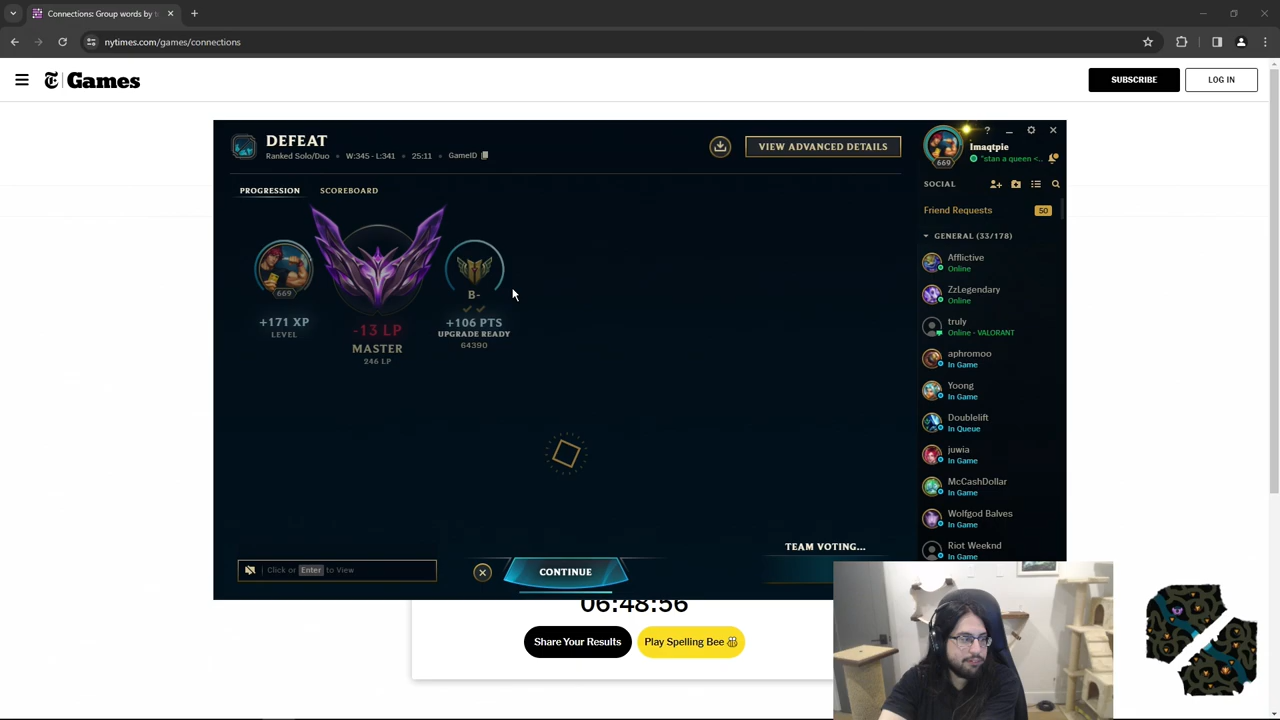 Connections: Group words by t
nytimes.com/games/connections
Games
SUBSCRIBE
LOG IN
DEFEAT
Ranked Solo/Duo • W:345 - L:341 • 25:11 GameID
VIEW ADVANCED DETAILS
PROGRESSION
SCOREBOARD
669
+171 XP
LEVEL
-13 LP
MASTER
246 LP
B-
+106 PTS
UPGRADE READY
64390
Click or Enter to View
CONTINUE
TEAM VOTING...
669
Imaqtpie
"stan a queen <..
SOCIAL
Friend Requests
50
GENERAL (33/178)
Afflictive
Online
ZzLegendary
Online
truly
Online - VALORANT
aphromoo
In Game
Yoong
In Game
Doublelift
In Queue
juwia
In Game
McCashDollar
In Game
Wolfgod Balves
In Game
Riot Weeknd
In Game
06:48:56
Share Your Results
Play Spelling Bee